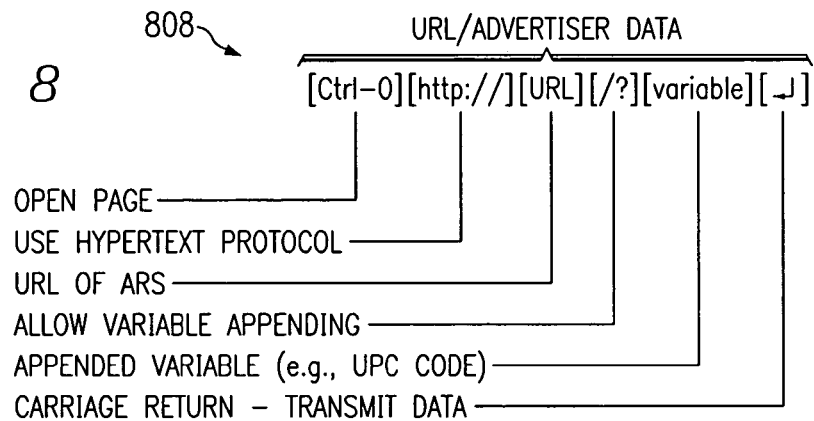 808
URL/ADVERTISER DATA
8
[Ctrl-O][http://][URL][/?][variable][↵]
OPEN PAGE
USE HYPERTEXT PROTOCOL
URL OF ARS
ALLOW VARIABLE APPENDING
APPENDED VARIABLE (e.g., UPC CODE)
CARRIAGE RETURN – TRANSMIT DATA